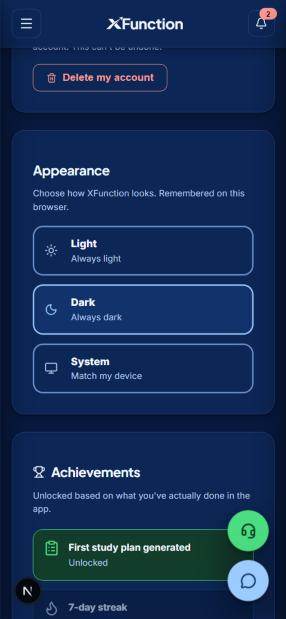 XFunction
2
account. This can't be undone.
Delete my account
Appearance
Choose how XFunction looks. Remembered on this
browser.
Light
Always light
Dark
Always dark
System
Match my device
Achievements
Unlocked based on what you've actually done in the
app.
First study plan generated
Unlocked
N
7-day streak